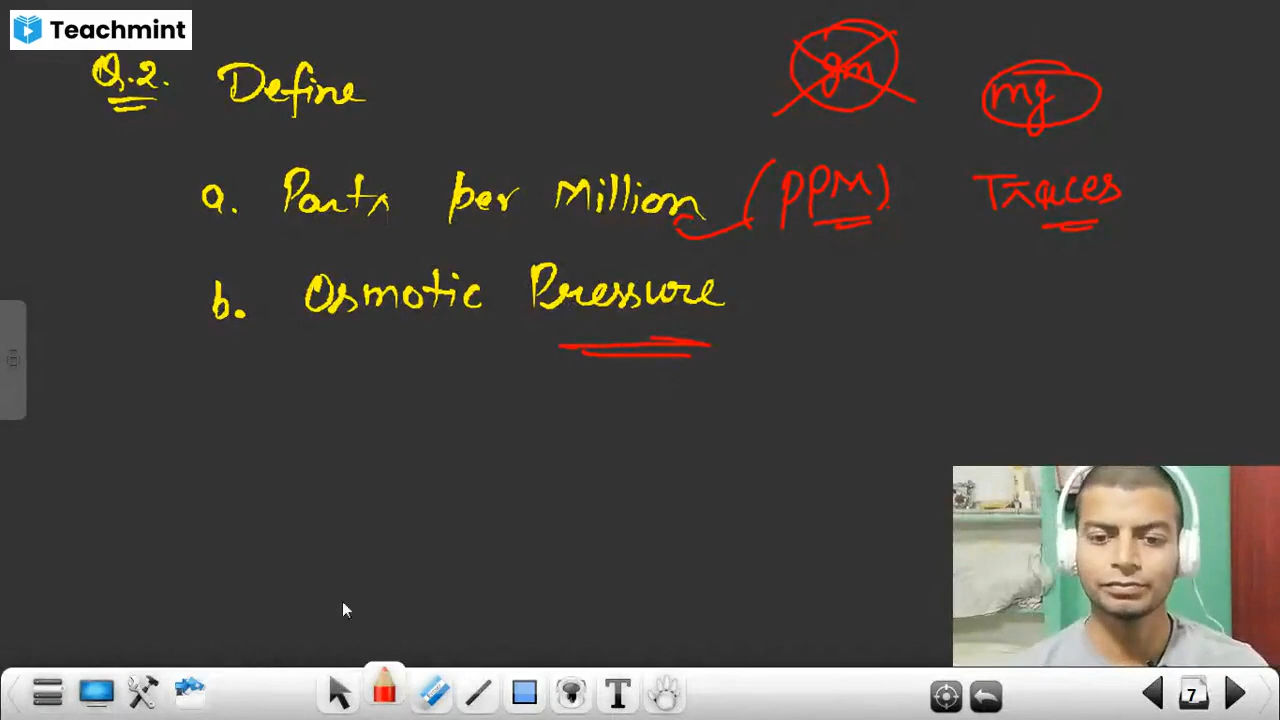 Teachmint
Q.2. Define
gm
mg
a. Parts per Million (PPM) Traces
b. Osmotic Pressure
T
7